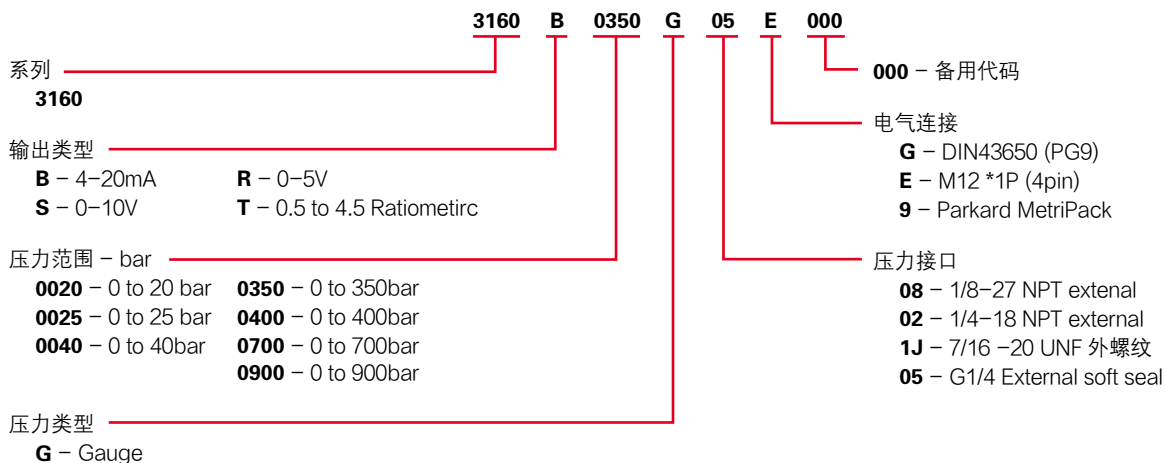 3160 B 0350 G 05 E 000
系列
3160
输出类型
B – 4–20mA R – 0–5V
S – 0–10V T – 0.5 to 4.5 Ratiometirc
压力范围 – bar
0020 – 0 to 20 bar 0350 – 0 to 350bar
0025 – 0 to 25 bar 0400 – 0 to 400bar
0040 – 0 to 40bar 0700 – 0 to 700bar
0900 – 0 to 900bar
压力类型
G – Gauge
000 – 备用代码
电气连接
G – DIN43650 (PG9)
E – M12 *1P (4pin)
9 – Parkard MetriPack
压力接口
08 – 1/8–27 NPT extenal
02 – 1/4–18 NPT external
1J – 7/16 –20 UNF 外螺纹
05 – G1/4 External soft seal